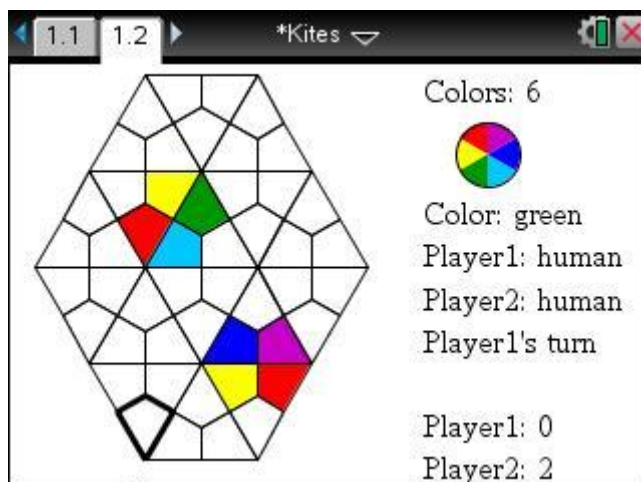 1.1 1.2 *Kites
Colors: 6
Color: green
Player1: human
Player2: human
Player1's turn
Player1: 0
Player2: 2